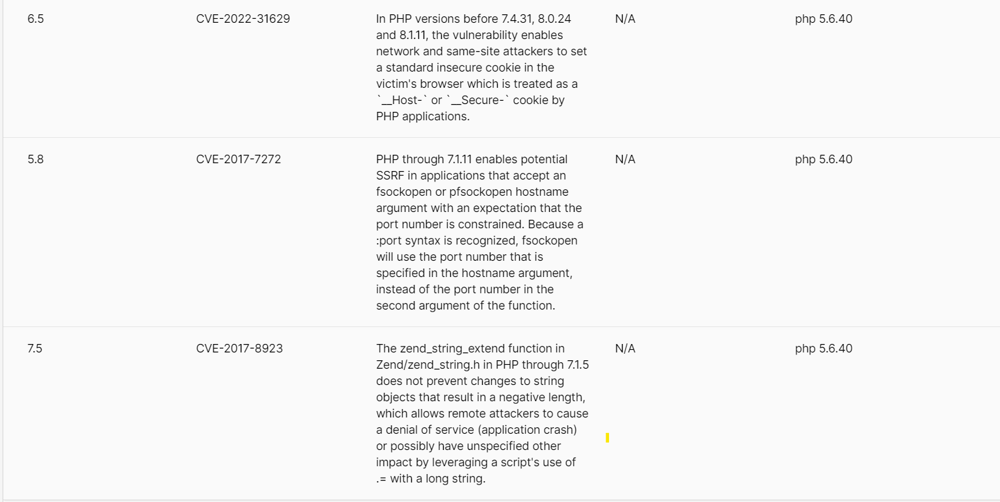 6.5 CVE-2022-31629 In PHP versions before 7.4.31, 8.0.24 N/A php 5.6.40
and 8.1.11, the vulnerability enables
network and same-site attackers to set
a standard insecure cookie in the
victim's browser which is treated as a
`__Host-` or `__Secure-` cookie by
PHP applications.
5.8 CVE-2017-7272 PHP through 7.1.11 enables potential N/A php 5.6.40
SSRF in applications that accept an
fsockopen or pfsockopen hostname
argument with an expectation that the
port number is constrained. Because a
:port syntax is recognized, fsockopen
will use the port number that is
specified in the hostname argument,
instead of the port number in the
second argument of the function.
7.5 CVE-2017-8923 The zend_string_extend function in N/A php 5.6.40
Zend/zend_string.h in PHP through 7.1.5
does not prevent changes to string
objects that result in a negative length,
which allows remote attackers to cause
a denial of service (application crash)
or possibly have unspecified other
impact by leveraging a script's use of
.= with a long string.